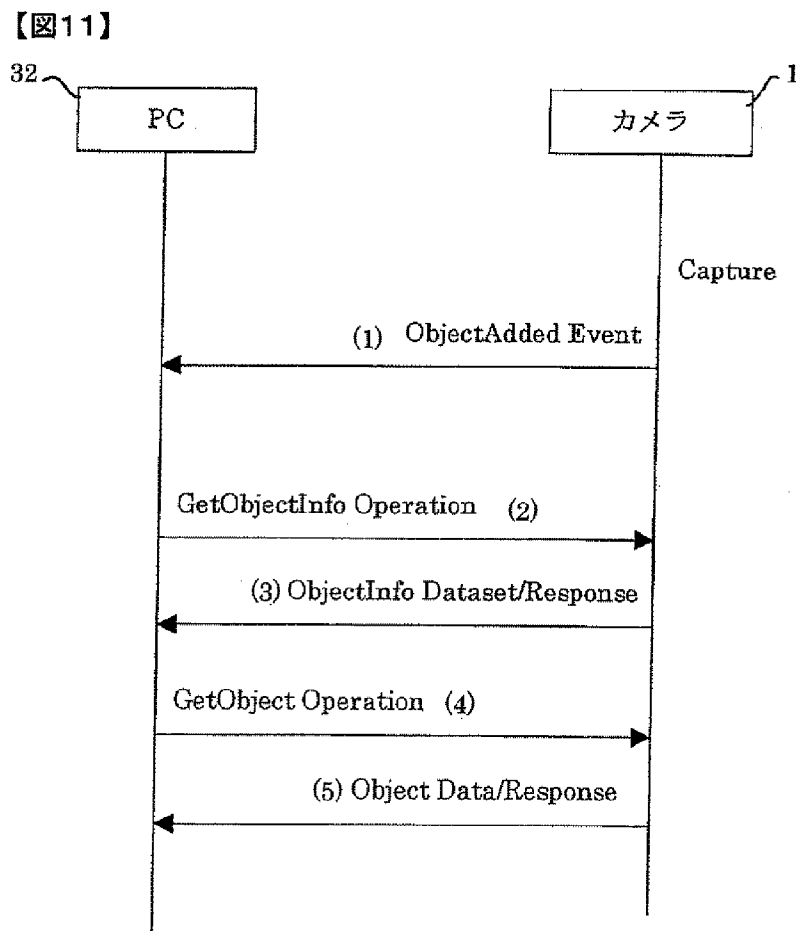 【図11】
32
1
PC
カメラ
Capture
(1) ObjectAdded Event
GetObjectInfo Operation (2)
(3) ObjectInfo Dataset/Response
GetObject Operation (4)
(5) Object Data/Response